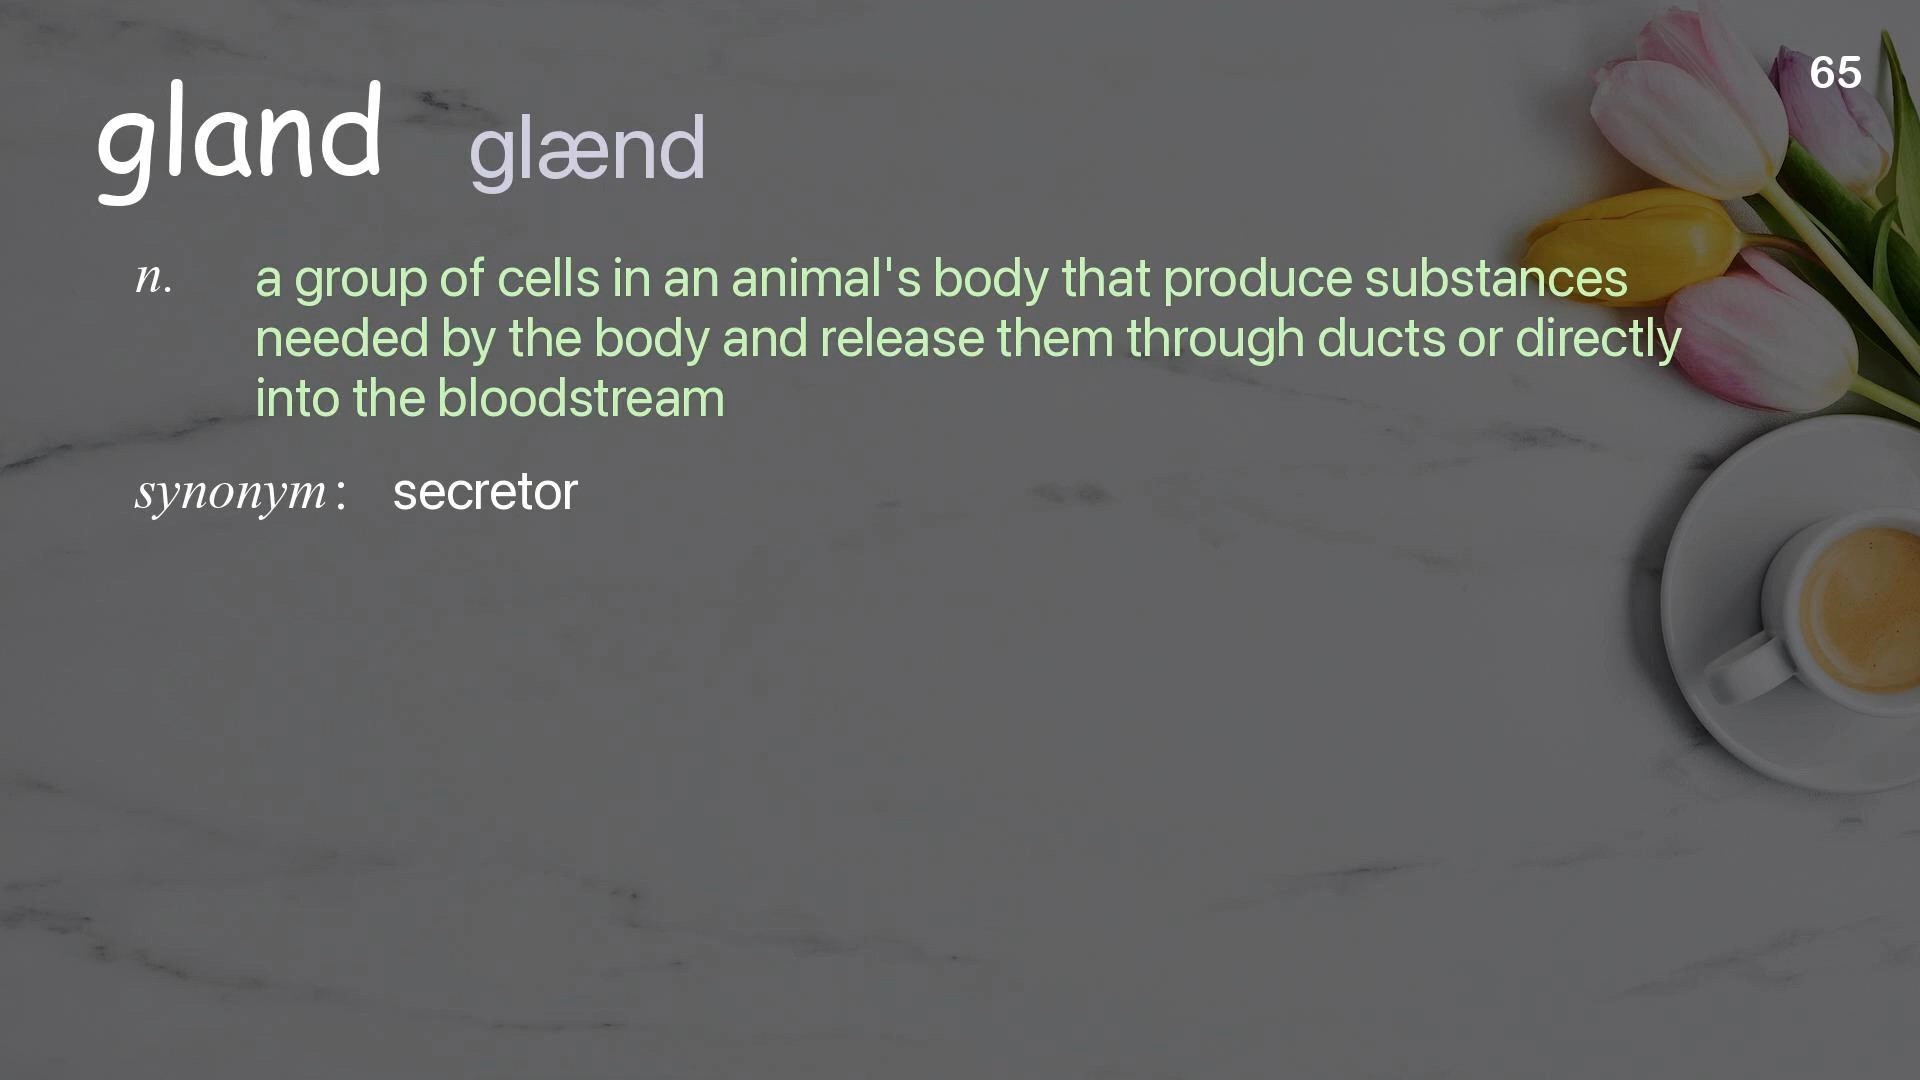 65
gland glænd
n. a group of cells in an animal's body that produce substances
needed by the body and release them through ducts or directly
into the bloodstream
synonym: secretor